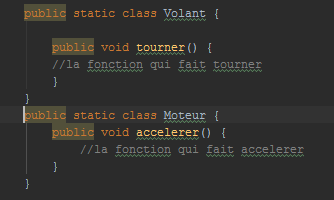 public static class Volant {
public void tourner() {
//la fonction qui fait tourner
}
}
public static class Moteur {
public void accelerer() {
//la fonction qui fait accelerer
}
}